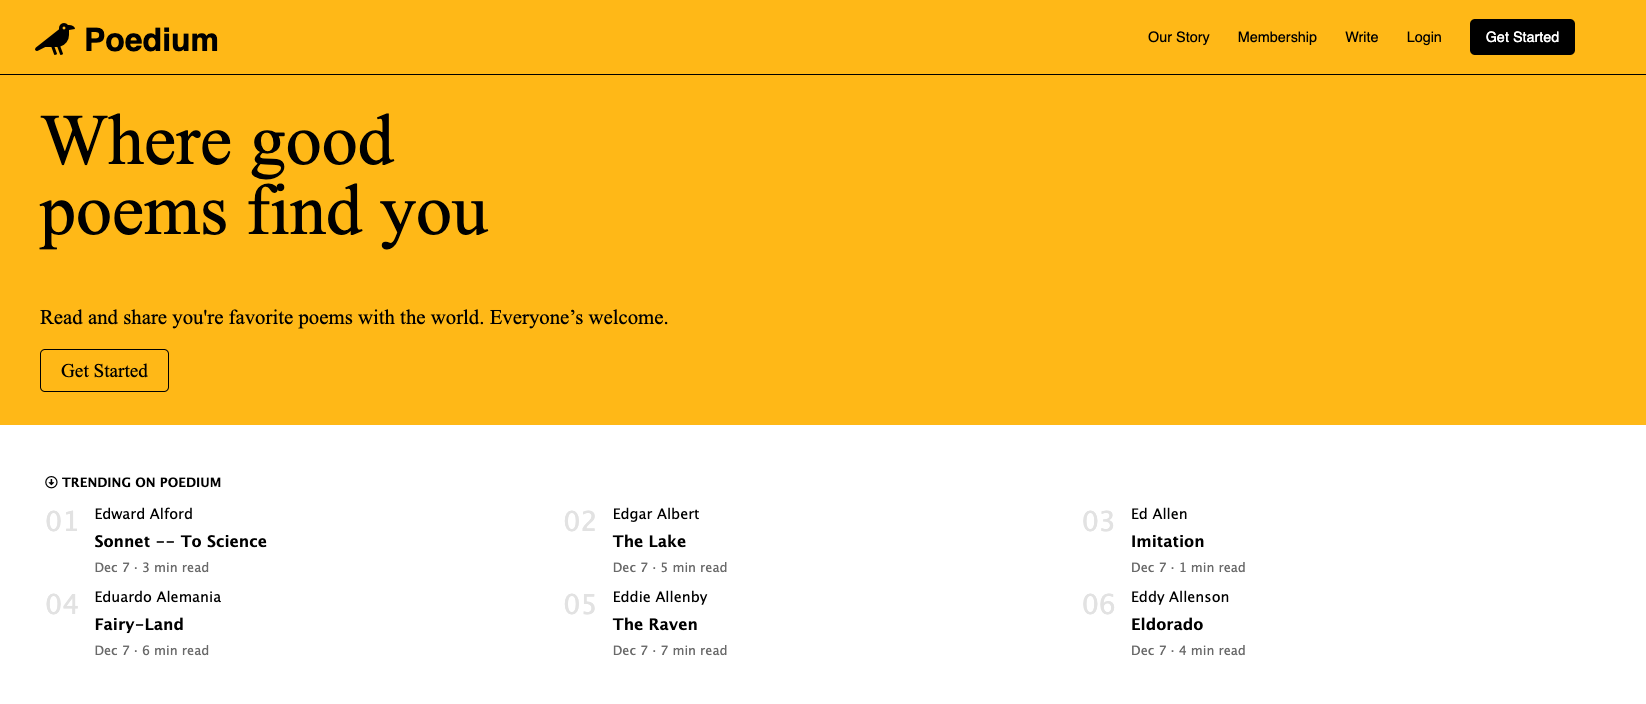 Poedium
Our Story
Membership
Write
Login
Get Started
Where good
poems find you
Read and share you're favorite poems with the world. Everyone’s welcome.
Get Started
TRENDING ON POEDIUM
01
Edward Alford
Sonnet -- To Science
Dec 7 · 3 min read
02
Edgar Albert
The Lake
Dec 7 · 5 min read
03
Ed Allen
Imitation
Dec 7 · 1 min read
04
Eduardo Alemania
Fairy-Land
Dec 7 · 6 min read
05
Eddie Allenby
The Raven
Dec 7 · 7 min read
06
Eddy Allenson
Eldorado
Dec 7 · 4 min read